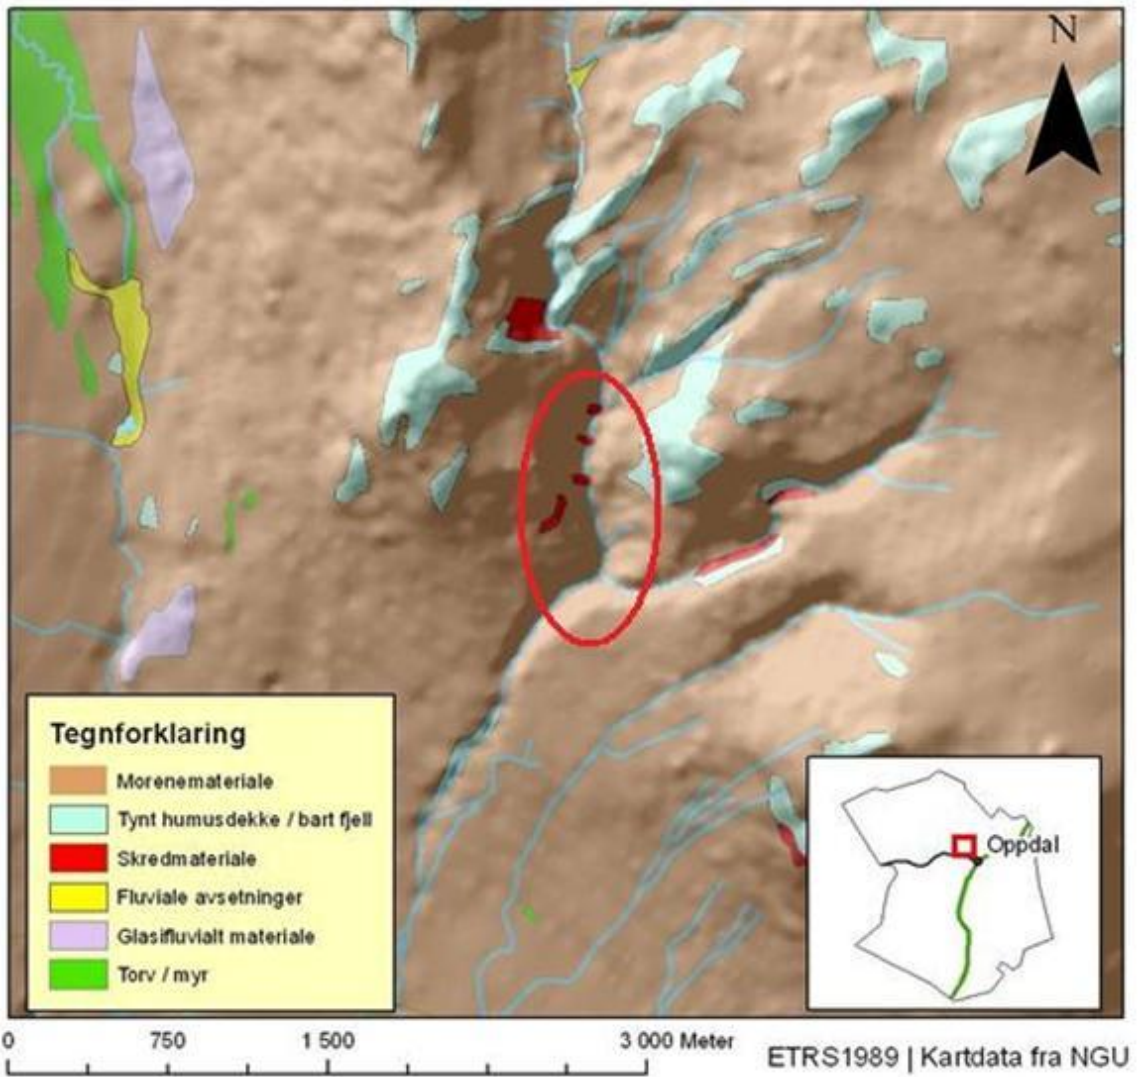 N
Tegnforklaring
Morenemateriale
Tynt humusdekke / bart fjell
Skredmateriale
Fluviale avsetninger
Glasifluvialt materiale
Torv / myr
Oppdal
0 750 1 500 3 000 Meter
ETRS1989 | Kartdata fra NGU